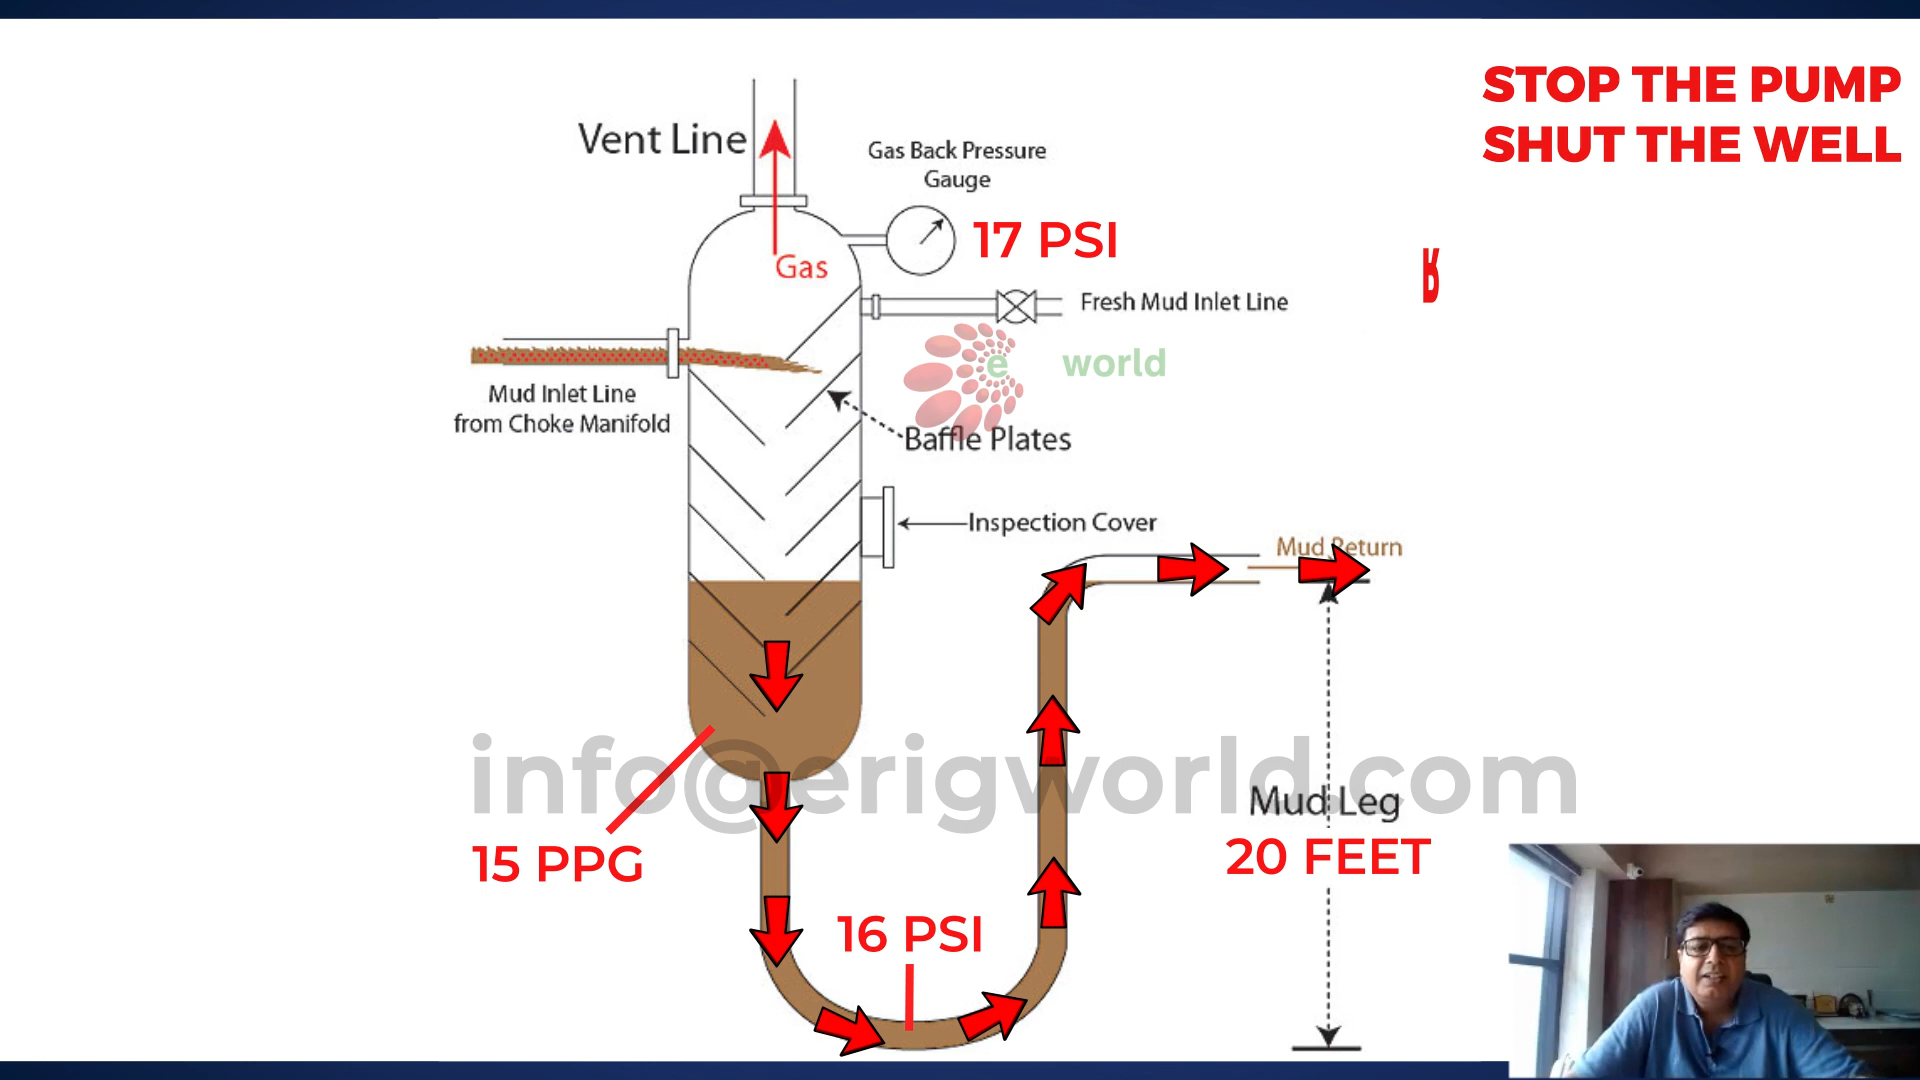 STOP THE PUMP
SHUT THE WELL
Vent Line
Gas Back Pressure
Gauge
17 PSI
Gas
Fresh Mud Inlet Line
e world
Mud Inlet Line
from Choke Manifold
Baffle Plates
Inspection Cover
Mud Return
info@erigworld.com
Mud Leg
20 FEET
15 PPG
16 PSI